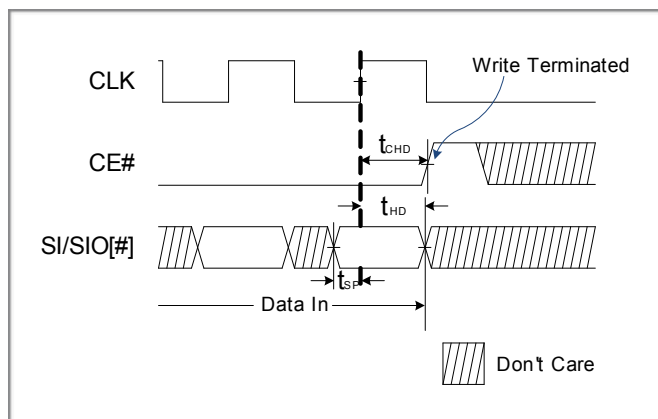 Write Terminated
CLK
tCHD
CE#
tHD
SI/SIO[#]
tSP
Data In
Don't Care